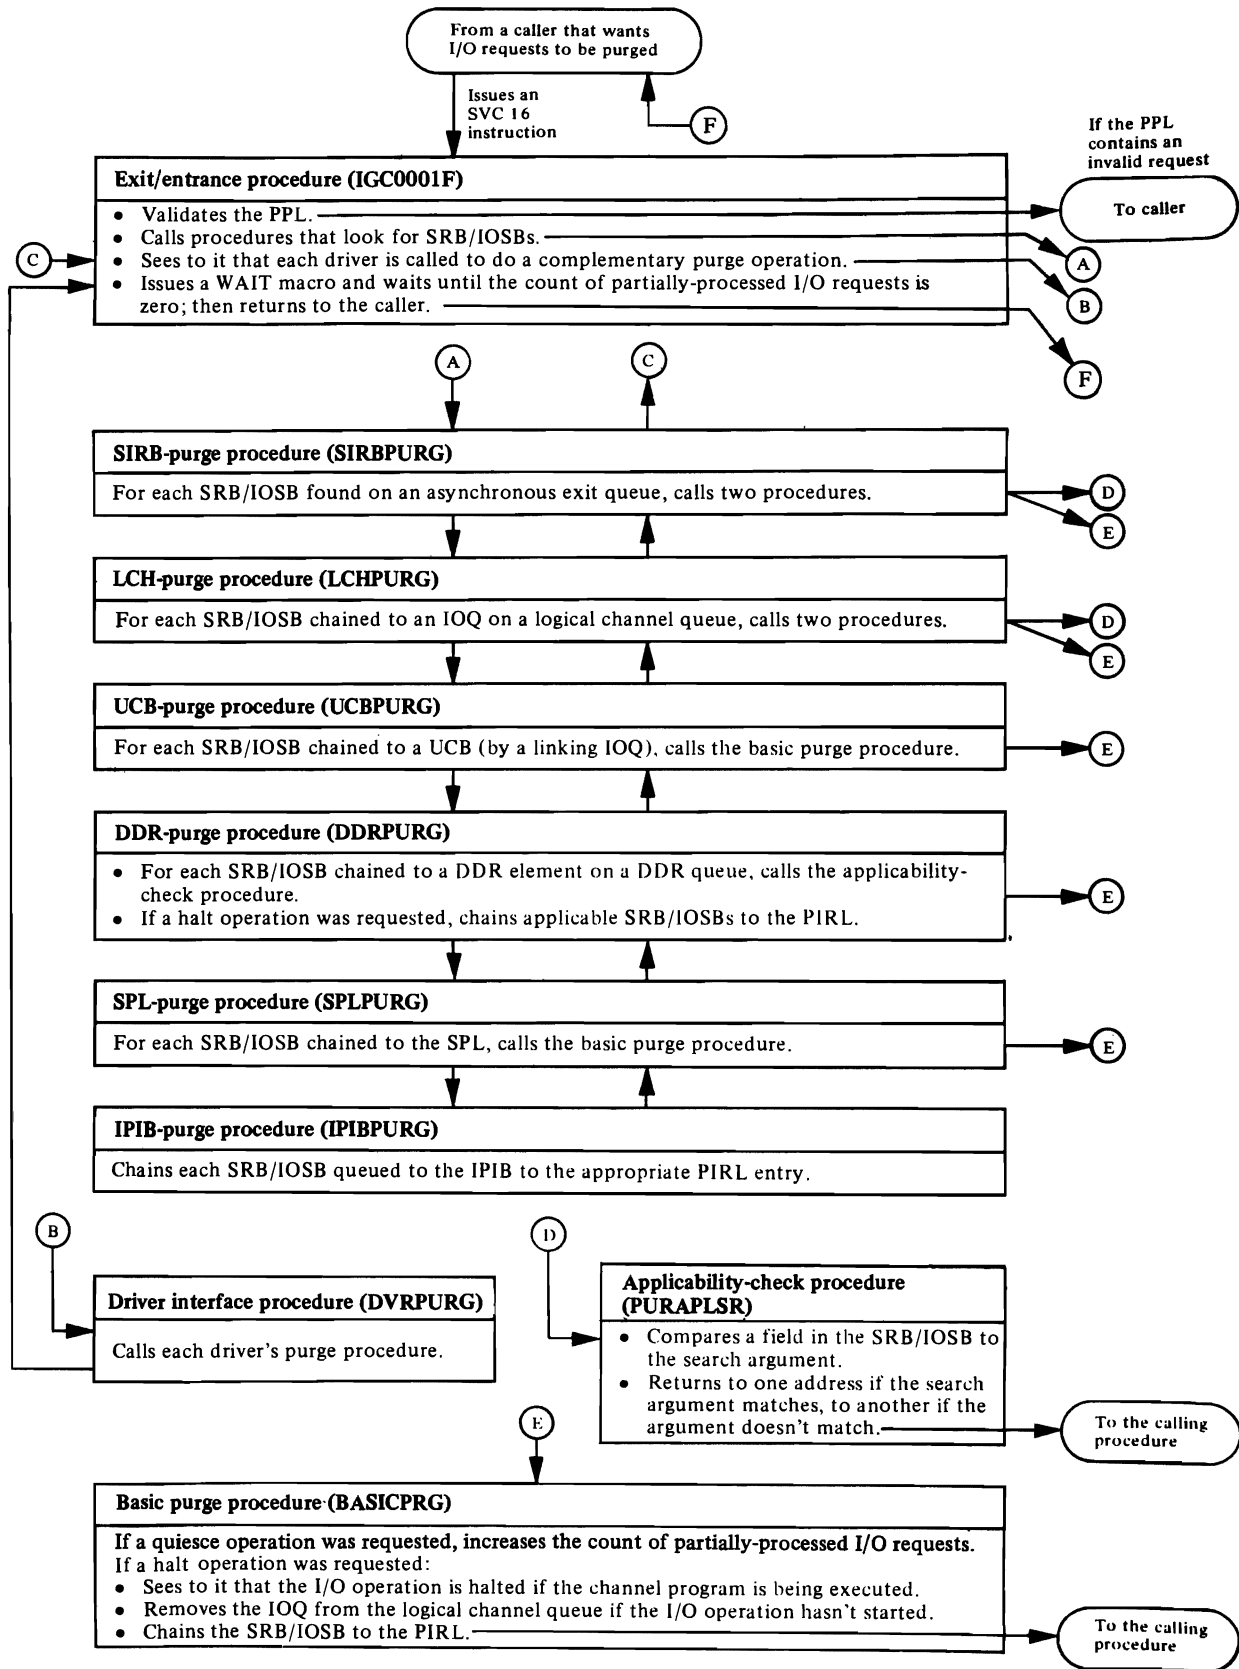 From a caller that wants
I/O requests to be purged
Issues an
SVC 16
instruction
F
If the PPL
contains an
invalid request
To caller
Exit/entrance procedure (IGC0001F)
• Validates the PPL.
• Calls procedures that look for SRB/IOSBs.
• Sees to it that each driver is called to do a complementary purge operation.
• Issues a WAIT macro and waits until the count of partially-processed I/O requests is
zero; then returns to the caller.
C
A
B
F
A
C
SIRB-purge procedure (SIRBPURG)
For each SRB/IOSB found on an asynchronous exit queue, calls two procedures.
D
E
LCH-purge procedure (LCHPURG)
For each SRB/IOSB chained to an IOQ on a logical channel queue, calls two procedures.
D
E
UCB-purge procedure (UCBPURG)
For each SRB/IOSB chained to a UCB (by a linking IOQ), calls the basic purge procedure.
E
DDR-purge procedure (DDRPURG)
• For each SRB/IOSB chained to a DDR element on a DDR queue, calls the applicability-
check procedure.
• If a halt operation was requested, chains applicable SRB/IOSBs to the PIRL.
E
SPL-purge procedure (SPLPURG)
For each SRB/IOSB chained to the SPL, calls the basic purge procedure.
E
IPIB-purge procedure (IPIBPURG)
Chains each SRB/IOSB queued to the IPIB to the appropriate PIRL entry.
B
Driver interface procedure (DVRPURG)
Calls each driver's purge procedure.
D
Applicability-check procedure
(PURAPLSR)
• Compares a field in the SRB/IOSB to
the search argument.
• Returns to one address if the search
argument matches, to another if the
argument doesn't match.
To the calling
procedure
E
Basic purge procedure (BASICPRG)
If a quiesce operation was requested, increases the count of partially-processed I/O requests.
If a halt operation was requested:
• Sees to it that the I/O operation is halted if the channel program is being executed.
• Removes the IOQ from the logical channel queue if the I/O operation hasn't started.
• Chains the SRB/IOSB to the PIRL.
To the calling
procedure